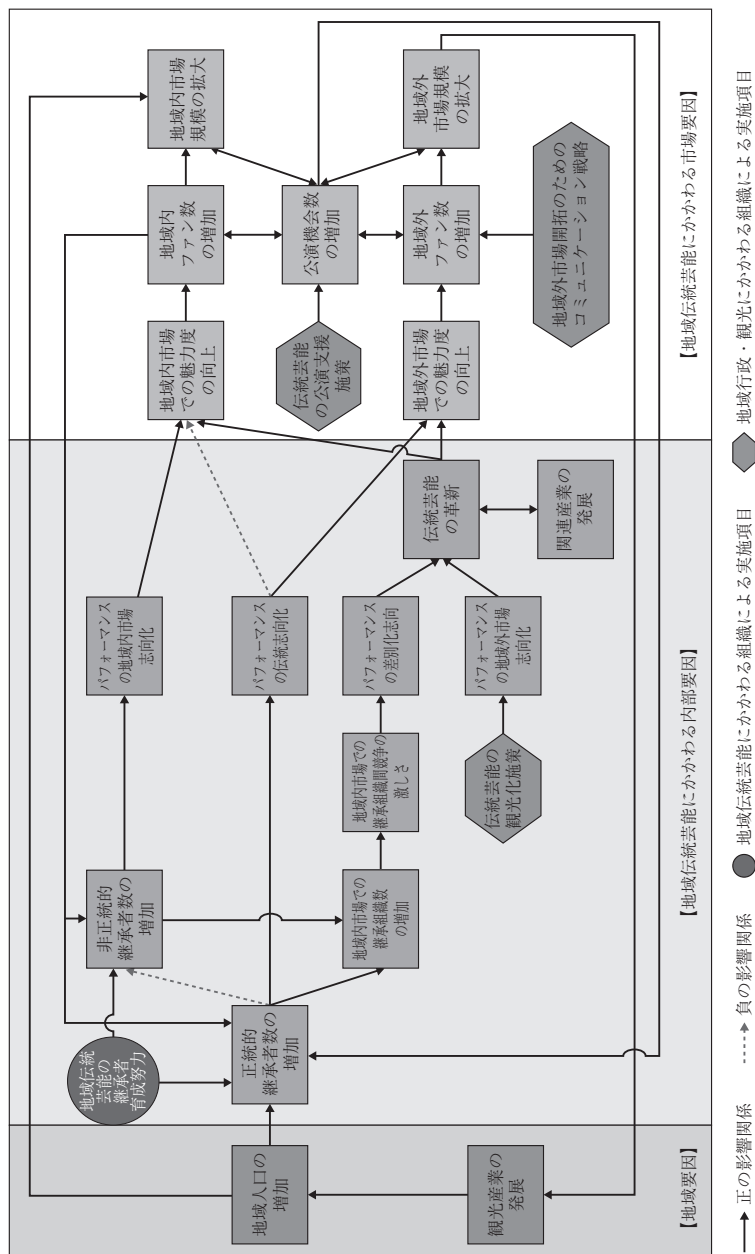 地域人口の
増加
観光産業の
発展
【地域要因】
地域伝統
芸能の
継承者
育成努力
正統的
継承者数の
増加
非正統的
継承者数の
増加
地域内市場での
継承組織数
の増加
地域内市場での
継承組織間競争の
激しさ
伝統芸能の
観光化施策
パフォーマンス
の地域内市場
志向化
パフォーマンス
の伝統志向化
パフォーマンス
の差別化志向
パフォーマンス
の地域外市場
志向化
伝統芸能
の革新
関連産業の
発展
【地域伝統芸能にかかわる内部要因】
地域内市場
での魅力度
の向上
伝統芸能
の公演支援
施策
地域外市場
での魅力度
の向上
地域内
ファン数
の増加
公演機会数
の増加
地域外
ファン数
の増加
地域外市場開拓のための
コミュニケーション戦略
地域内市場
規模の拡大
地域外
市場規模
の拡大
【地域伝統芸能にかかわる市場要因】
正の影響関係
負の影響関係
地域伝統芸能にかかわる組織による実施項目
地域行政・観光にかかわる組織による実施項目